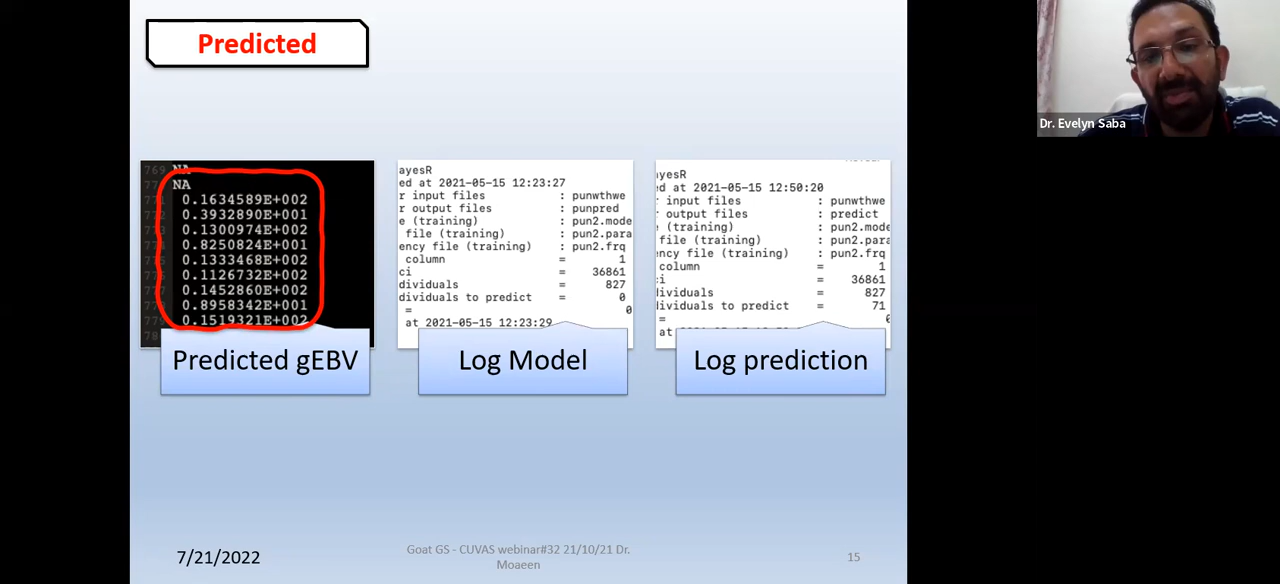 Predicted
Dr. Evelyn Saba
769 NA
NA
0.1634589E+002
0.3932890E+001
0.1300974E+002
0.8250824E+001
0.1333468E+002
0.1126732E+002
0.1452860E+002
0.8958342E+001
0.1519321E+002
Predicted gEBV
ayesR
ed at 2021-05-15 12:23:27
r input files : punwthwe
r output files : punpred
e (training) : pun2.mode
file (training) : pun2.para
ency file (training) : pun2.frq
column = 1
ci = 36861
dividuals = 827
dividuals to predict = 0
= 0
at 2021-05-15 12:23:29
Log Model
yesR
d at 2021-05-15 12:50:20
input files : punwthwe
output files : predict
(training) : pun2.mode
file (training) : pun2.para
ncy file (training) : pun2.frq
column = 1
i = 36861
ividuals = 827
ividuals to predict = 71
=
at
Log prediction
7/21/2022
Goat GS - CUVAS webinar#32 21/10/21 Dr.
Moaeen
15